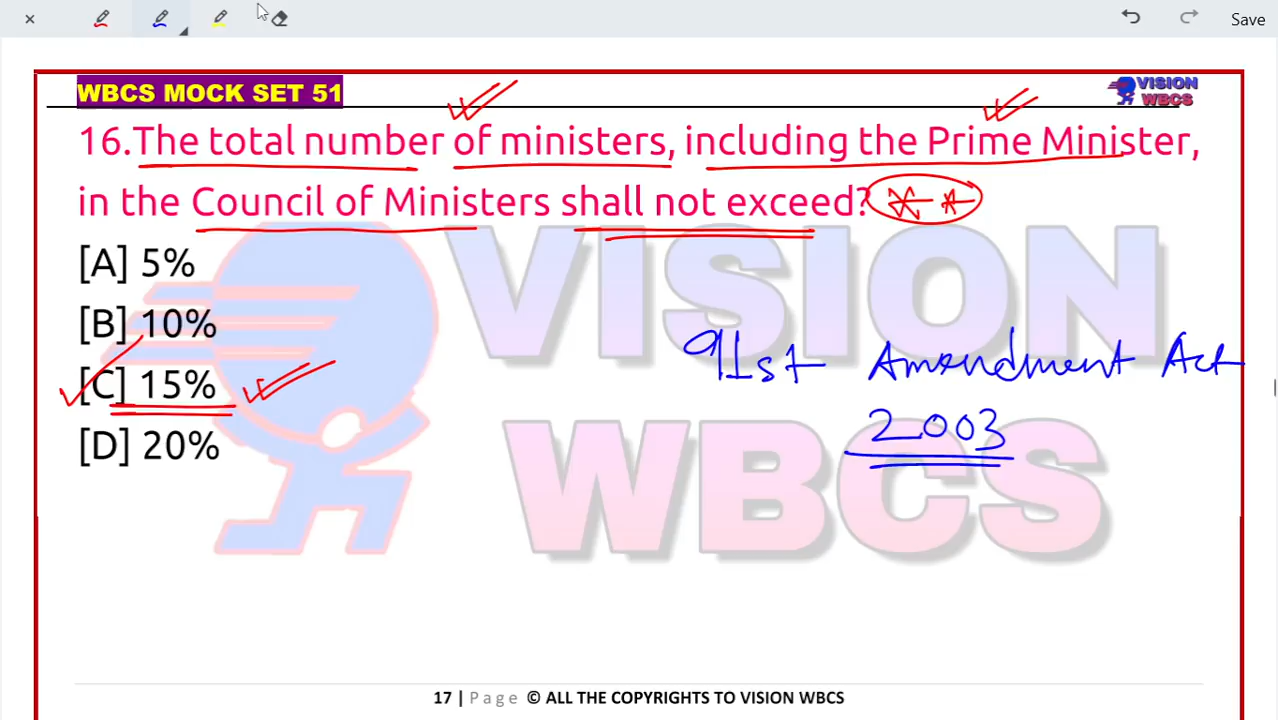 Save
WBCS MOCK SET 51
VISION
WBCS
16.The total number of ministers, including the Prime Minister,
in the Council of Ministers shall not exceed?
[A] 5%
[B] 10%
[C] 15%
[D] 20%
91st Amendment Act
2003
VISION
WBCS
17 | Page © ALL THE COPYRIGHTS TO VISION WBCS